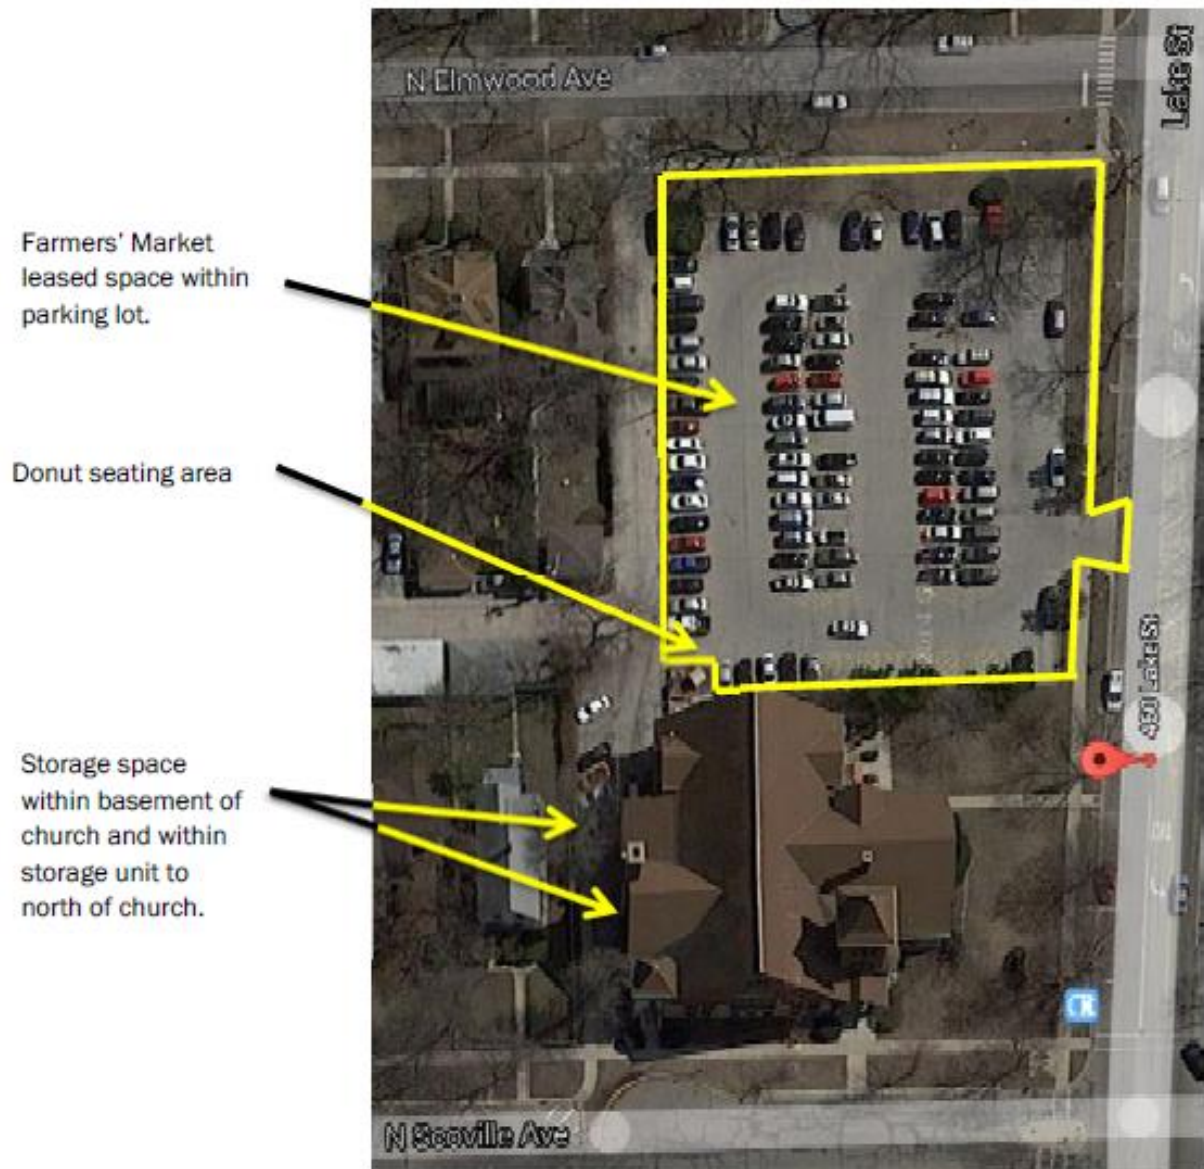 N Elmwood Ave
Lake St
Farmers' Market
leased space within
parking lot.
Donut seating area
490 Lake St
Storage space
within basement of
church and within
storage unit to
north of church.
N Scoville Ave